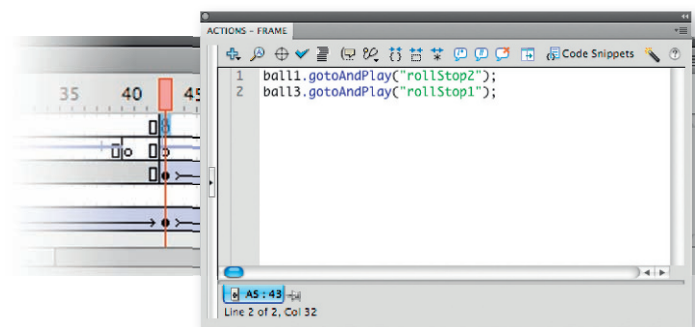 ACTIONS - FRAME
Code Snippets
35 40 45
1 ball1.gotoAndPlay("rollStop2");
2 ball3.gotoAndPlay("rollStop1");
AS : 43
Line 2 of 2, Col 32